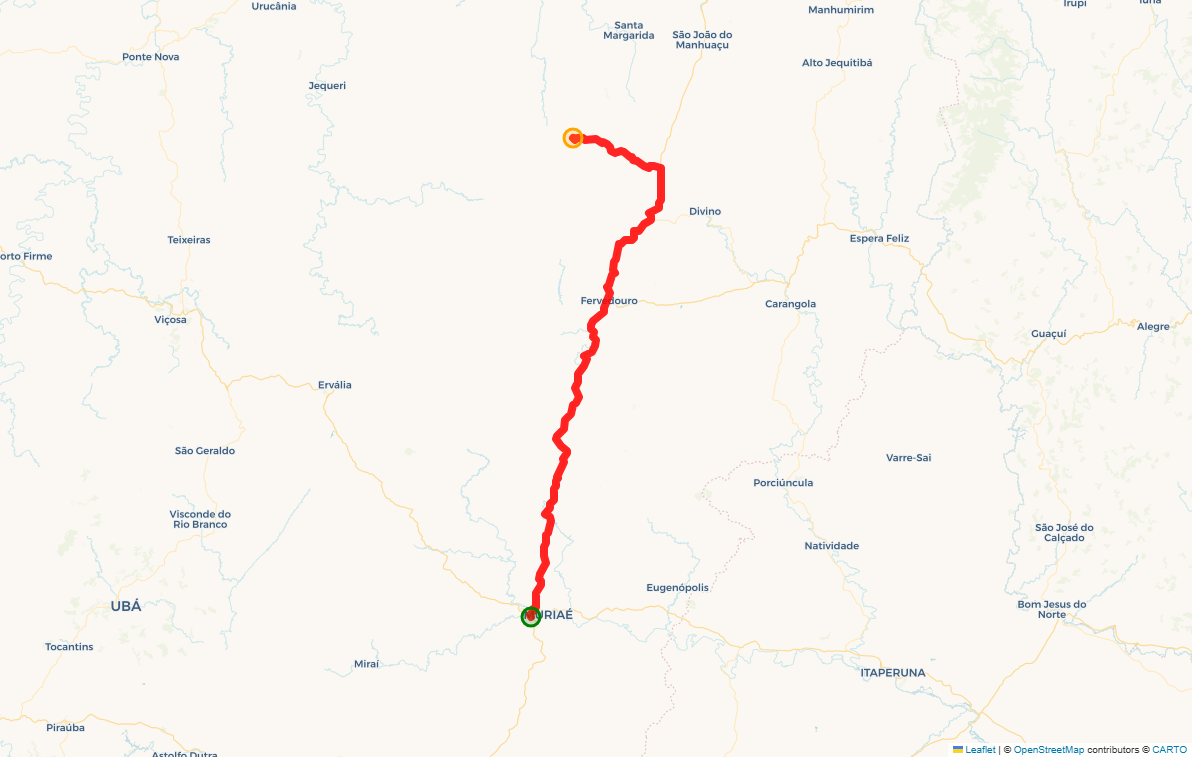 Urucânia
Manhumirim
Irupi
Iúna
Santa
Margarida
São João do
Manhuaçu
Ponte Nova
Alto Jequitibá
Jequeri
Divino
Teixeiras
Espera Feliz
orto Firme
Fervedouro
Carangola
Viçosa
Guaçuí
Alegre
Ervália
São Geraldo
Varre-Sai
Porciúncula
Visconde do
Rio Branco
São José do
Calçado
Natividade
Eugenópolis
UBÁ
Bom Jesus do
Norte
MURIAÉ
Tocantins
Miraí
ITAPERUNA
Piraúba
Astolfo Dutra
Leaflet | © OpenStreetMap contributors © CARTO